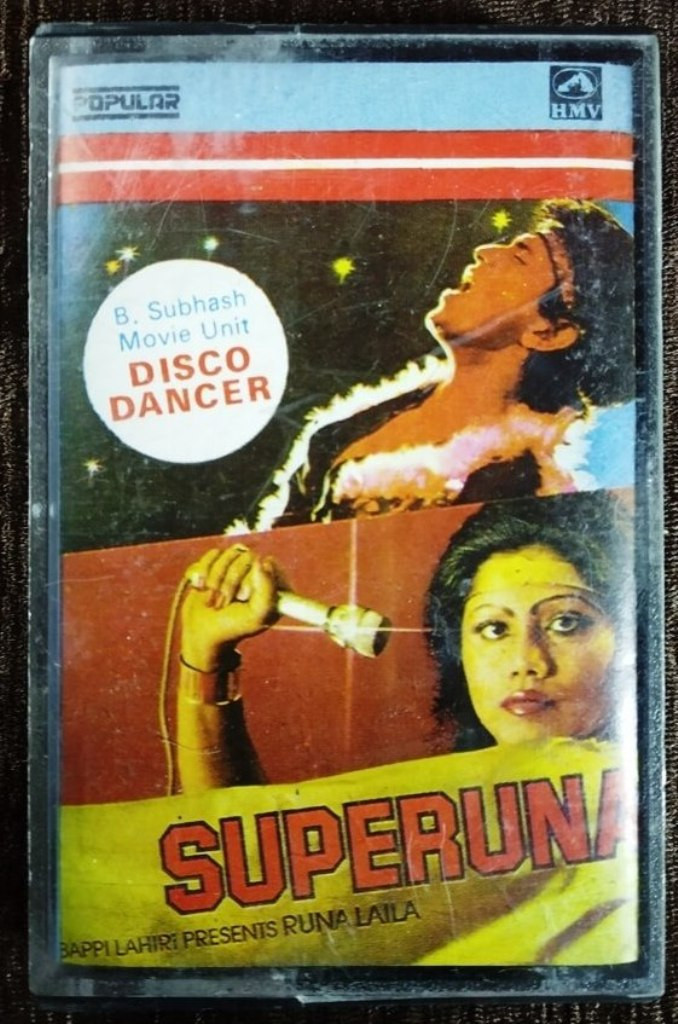 POPULAR
HMV
B. Subhash
Movie Unit
DISCO
DANCER
SUPERUNA
BAPPI LAHIRI PRESENTS RUNA LAILA